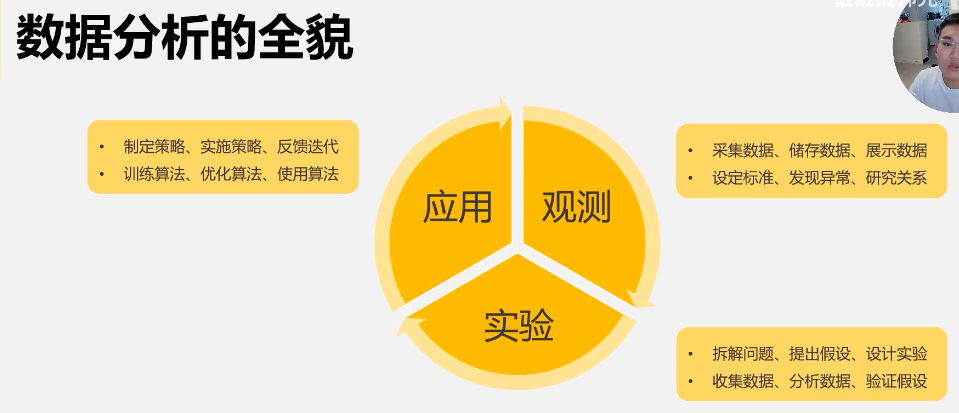 数据分析的全貌
• 制定策略、实施策略、反馈迭代
• 训练算法、优化算法、使用算法
应用
观测
实验
• 采集数据、储存数据、展示数据
• 设定标准、发现异常、研究关系
• 拆解问题、提出假设、设计实验
• 收集数据、分析数据、验证假设